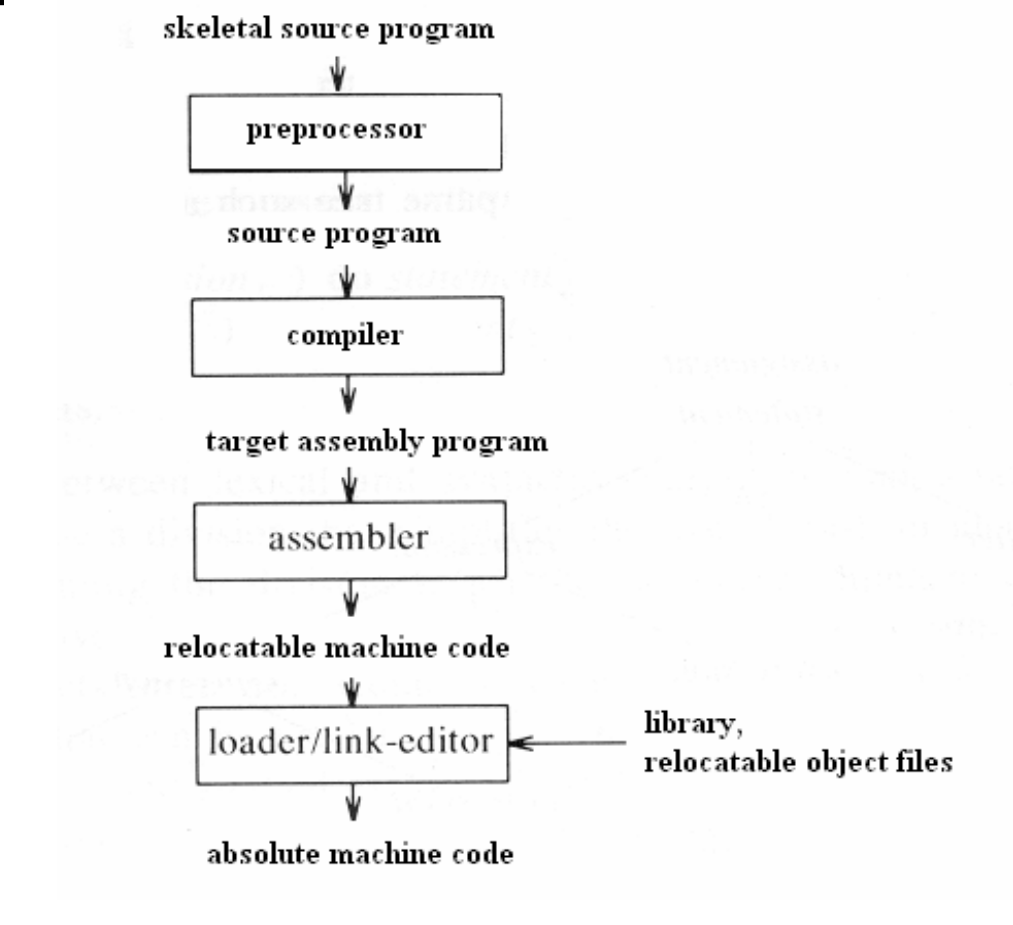 skeletal source program
preprocessor
source program
compiler
target assembly program
assembler
relocatable machine code
loader/link-editor
library,
relocatable object files
absolute machine code